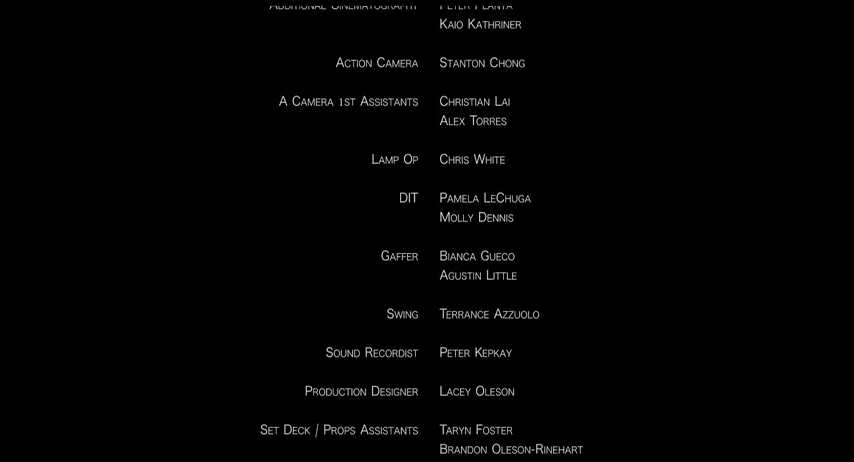 Additional Cinematography
Kaio Kathriner
Action Camera Stanton Chong
A Camera 1st Assistants Christian Lai
Alex Torres
Lamp Op Chris White
DIT Pamela LeChuga
Molly Dennis
Gaffer Bianca Gueco
Agustin Little
Swing Terrance Azzuolo
Sound Recordist Peter Kepkay
Production Designer Lacey Oleson
Set Deck / Props Assistants Taryn Foster
Brandon Oleson-Rinehart